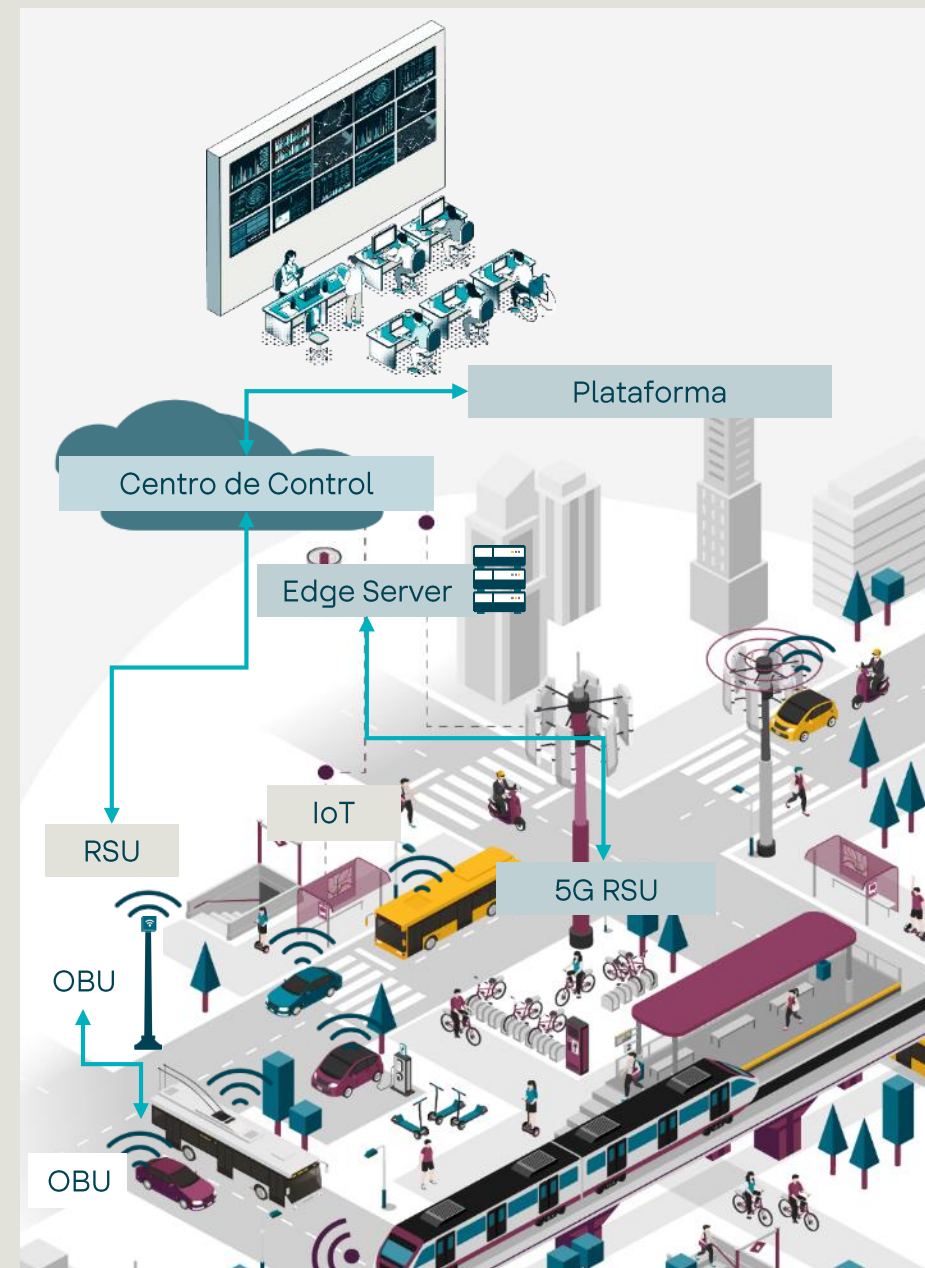 Plataforma
Centro de Control
Edge Server
IoT
RSU
5G RSU
OBU
OBU